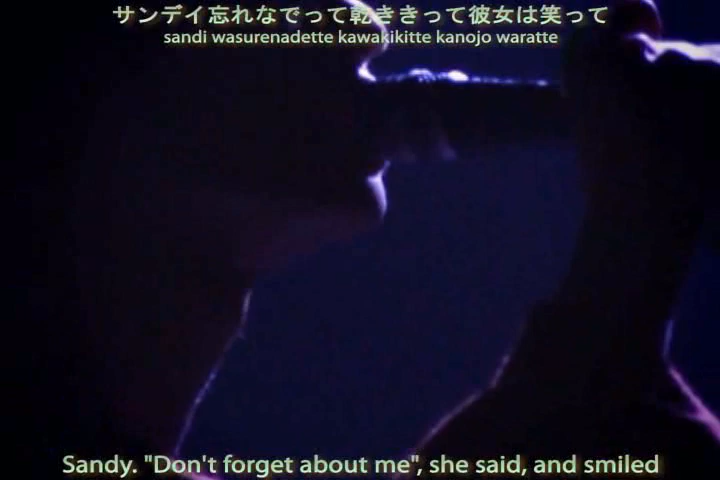 サンデイ忘れなでって乾ききって彼女は笑って
sandi wasurenadette kawakikitte kanojo waratte
Sandy. "Don't forget about me", she said, and smiled